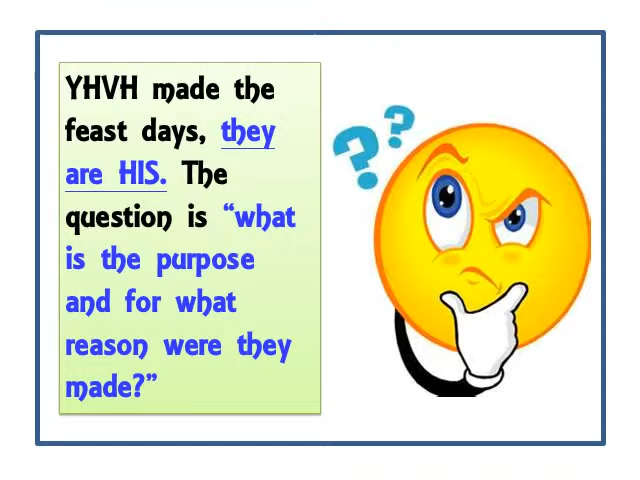 YHVH made the
feast days, they
are HIS. The
question is “what
is the purpose
and for what
reason were they
made?”
? ?